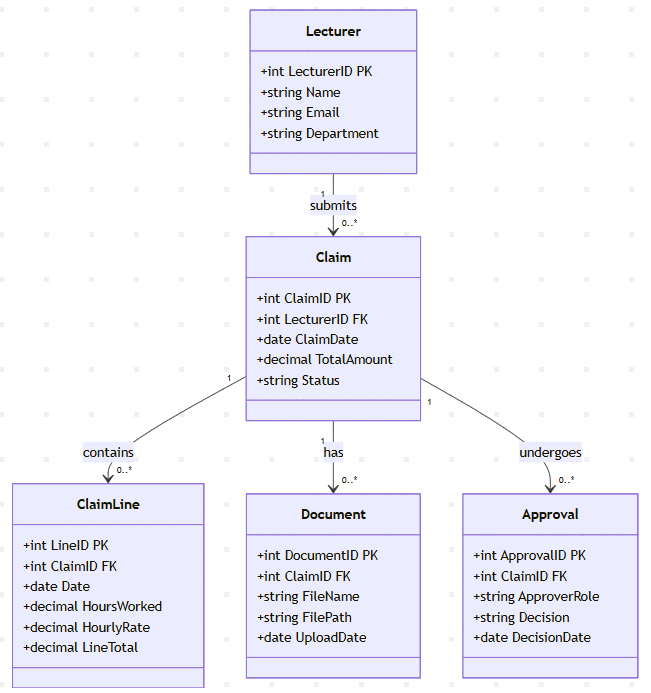 Lecturer
+int LecturerID PK
+string Name
+string Email
+string Department
1
submits
0..*
Claim
+int ClaimID PK
+int LecturerID FK
+date ClaimDate
+decimal TotalAmount
+string Status
1
contains
0..*
1
has
0..*
1
undergoes
0..*
ClaimLine
+int LineID PK
+int ClaimID FK
+date Date
+decimal HoursWorked
+decimal HourlyRate
+decimal LineTotal
Document
+int DocumentID PK
+int ClaimID FK
+string FileName
+string FilePath
+date UploadDate
Approval
+int ApprovalID PK
+int ClaimID FK
+string ApproverRole
+string Decision
+date DecisionDate